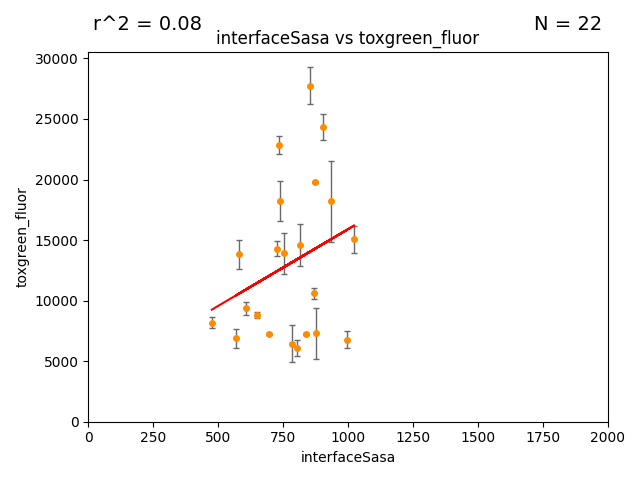 r^2 = 0.08
N = 22
interfaceSasa vs toxgreen_fluor
30000
25000
20000
15000
10000
5000
0
toxgreen_fluor
0 250 500 750 1000 1250 1500 1750 2000
interfaceSasa